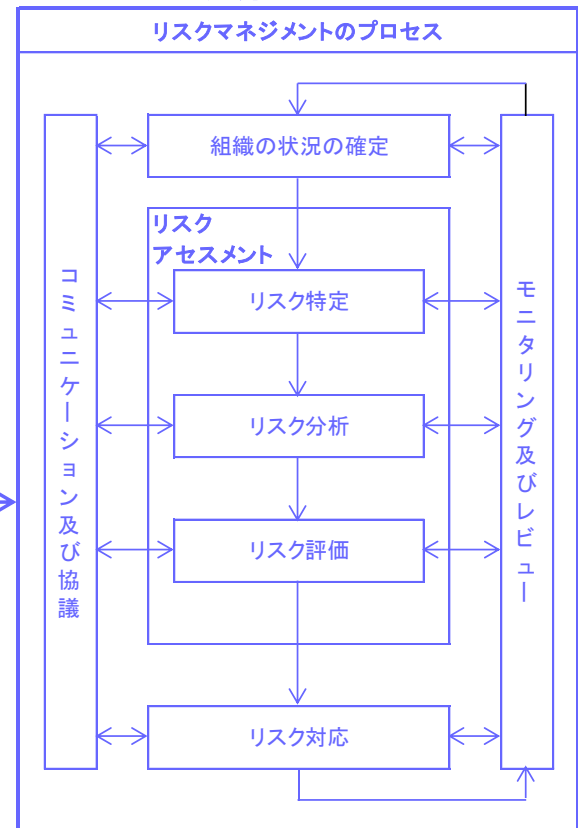 リスクマネジメントのプロセス
組織の状況の確定
リスク
アセスメント
リスク特定
リスク分析
リスク評価
リスク対応
コミュニケーション及び協議
モニタリング及びレビュー